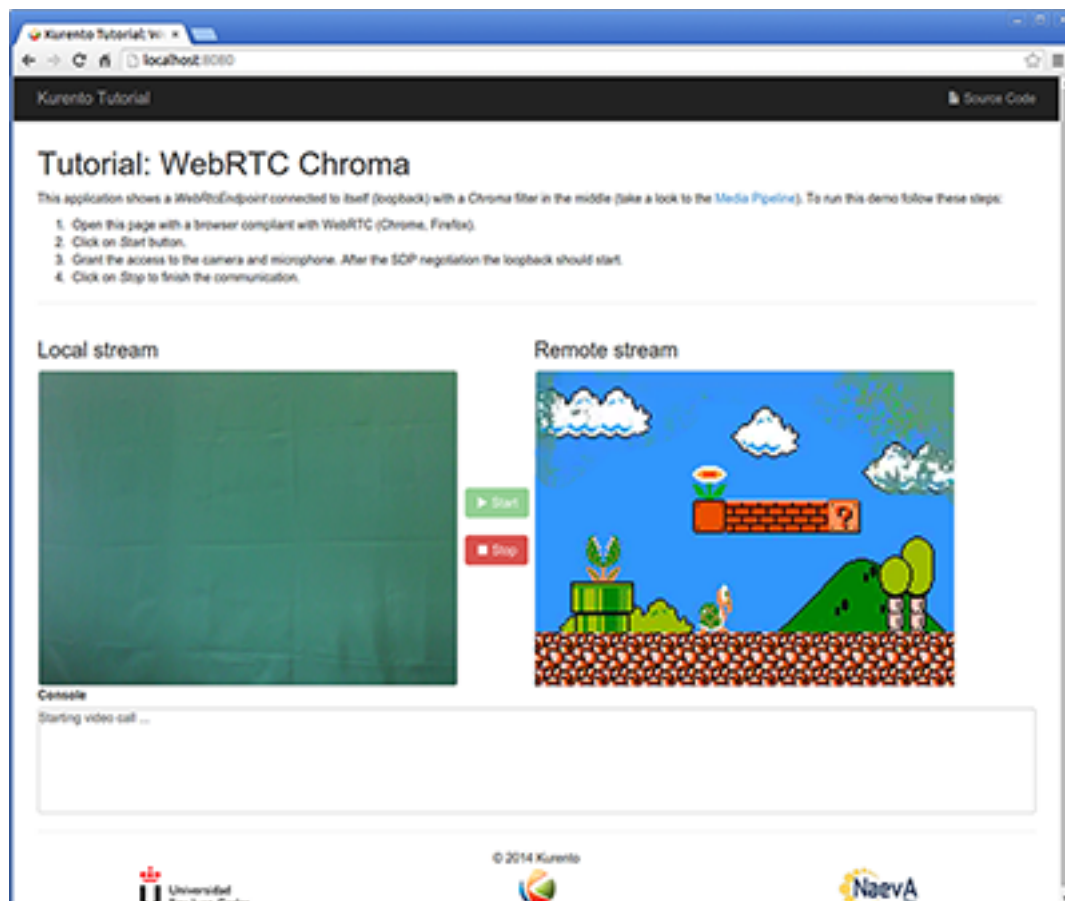 Kurento Tutorial: W
localhost:8080
Kurento Tutorial
Source Code
Tutorial: WebRTC Chroma
This application shows a WebRtcEndpoint connected to itself (loopback) with a Chroma filter in the middle (take a look to the Media Pipeline). To run this demo follow these steps:
1. Open this page with a browser compliant with WebRTC (Chrome, Firefox).
2. Click on Start button.
3. Grant the access to the camera and microphone. After the SDP negotiation the loopback should start.
4. Click on Stop to finish the communication.
Local stream
Remote stream
Start
?
Stop
Console
Starting video call ...
© 2014 Kurento
Universidad
NaevA